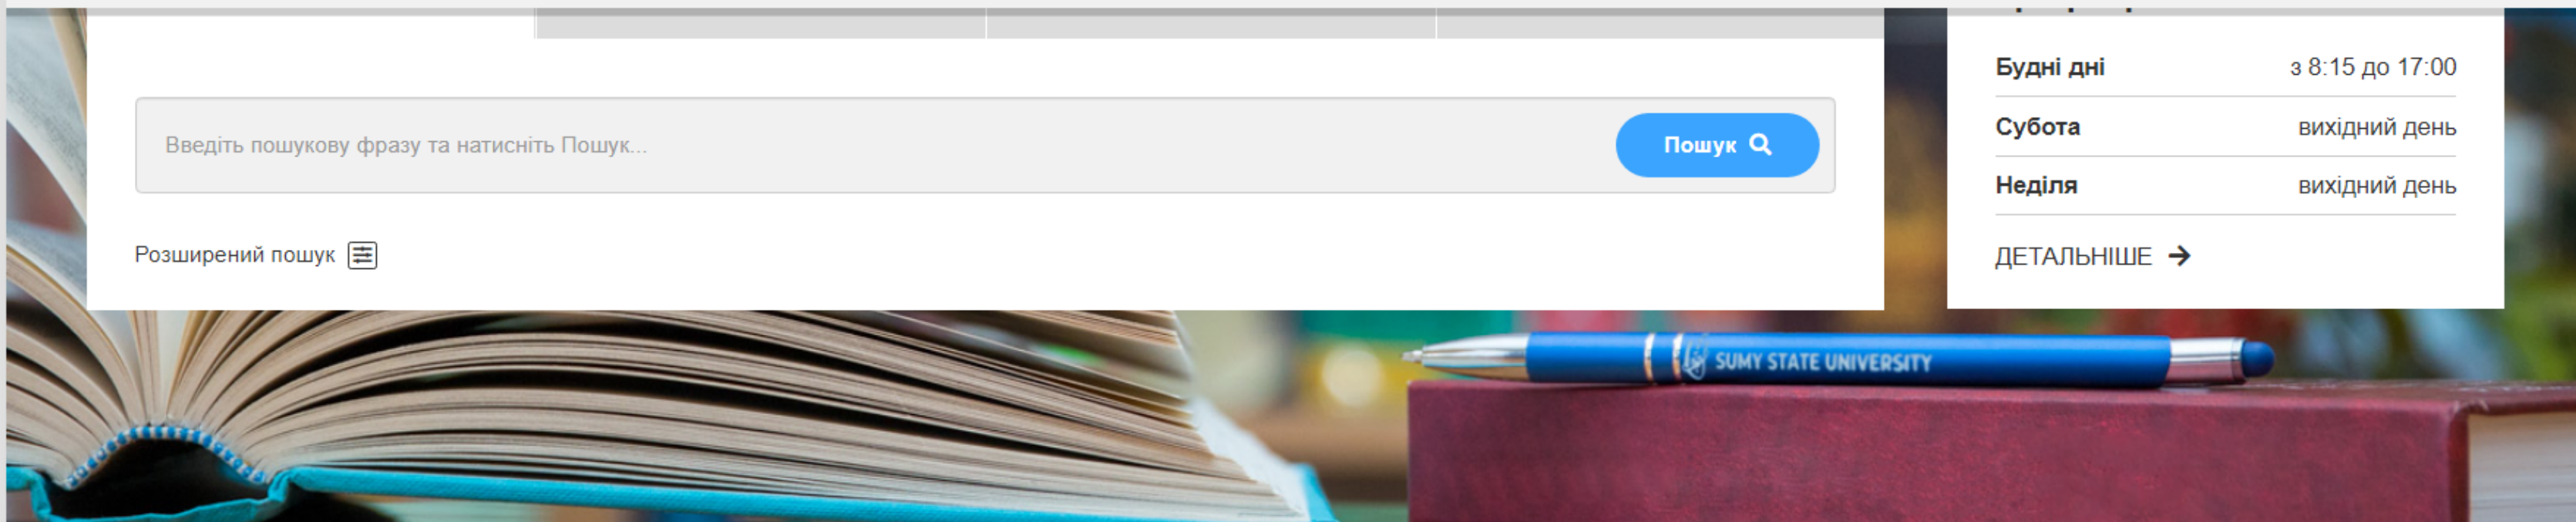 Введіть пошукову фразу та натисніть Пошук...
Пошук
Розширений пошук
Будні дні з 8:15 до 17:00
Субота вихідний день
Неділя вихідний день
ДЕТАЛЬНІШЕ
SUMY STATE UNIVERSITY